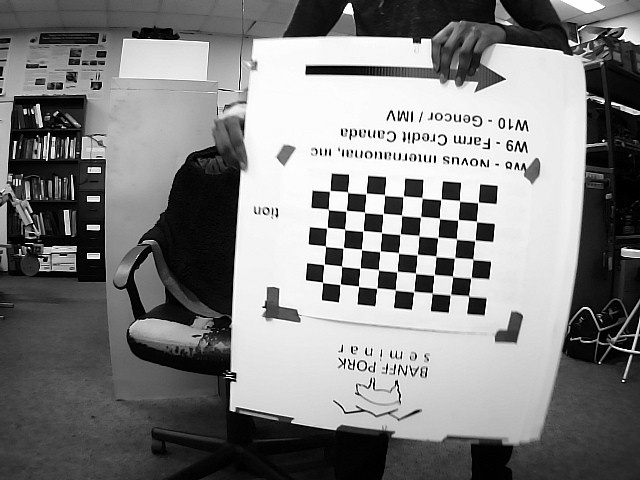 BANFF PORK
seminar
tion
W8 - Novus International, Inc
W9 - Farm Credit Canada
W10 - Gencor / IMV